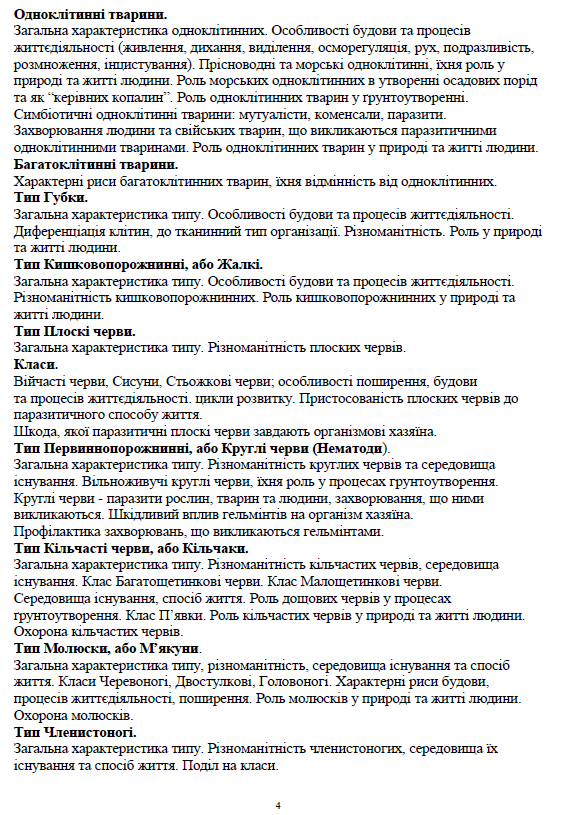 Одноклітинні тварини.
Загальна характеристика одноклітинних. Особливості будови та процесів
життєдіяльності (живлення, дихання, виділення, осморегуляція, рух, подразливість,
розмноження, інцистування). Прісноводні та морські одноклітинні, їхня роль у
природі та житті людини. Роль морських одноклітинних в утворенні осадових порід
та як “керівних копалин”. Роль одноклітинних тварин у ґрунтоутворенні.
Симбіотичні одноклітинні тварини: мутуалісти, коменсали, паразити.
Захворювання людини та свійських тварин, що викликаються паразитичними
одноклітинними тваринами. Роль одноклітинних тварин у природі та житті людини.
Багатоклітинні тварини.
Характерні риси багатоклітинних тварин, їхня відмінність від одноклітинних.
Тип Губки.
Загальна характеристика типу. Особливості будови та процесів життєдіяльності.
Диференціація клітин, до тканинний тип організації. Різноманітність. Роль у природі
та житті людини.
Тип Кишковопорожнинні, або Жалкі.
Загальна характеристика типу. Особливості будови та процесів життєдіяльності.
Різноманітність кишковопорожнинних. Роль кишковопорожнинних у природі та
житті людини.
Тип Плоскі черви.
Загальна характеристика типу. Різноманітність плоских червів.
Класи.
Війчасті черви, Сисуни, Стьожкові черви; особливості поширення, будови
та процесів життєдіяльності. цикли розвитку. Пристосованість плоских червів до
паразитичного способу життя.
Шкода, якої паразитичні плоскі черви завдають організмові хазяїна.
Тип Первиннопорожнинні, або Круглі черви (Нематоди).
Загальна характеристика типу. Різноманітність круглих червів та середовища
існування. Вільноживучі круглі черви, їхня роль у процесах ґрунтоутворення.
Круглі черви - паразити рослин, тварин та людини, захворювання, що ними
викликаються. Шкідливий вплив гельмінтів на організм хазяїна.
Профілактика захворювань, що викликаються гельмінтами.
Тип Кільчасті черви, або Кільчаки.
Загальна характеристика типу. Різноманітність кільчастих червів, середовища
існування. Клас Багатощетинкові черви. Клас Малощетинкові черви.
Середовища існування, спосіб життя. Роль дощових червів у процесах
ґрунтоутворення. Клас П’явки. Роль кільчастих червів у природі та житті людини.
Охорона кільчастих червів.
Тип Молюски, або М’якуни.
Загальна характеристика типу, різноманітність, середовища існування та спосіб
життя. Класи Черевоногі, Двостулкові, Головоногі. Характерні риси будови,
процесів життєдіяльності, поширення. Роль молюсків у природі та житті людини.
Охорона молюсків.
Тип Членистоногі.
Загальна характеристика типу. Різноманітність членистоногих, середовища їх
існування та спосіб життя. Поділ на класи.
4